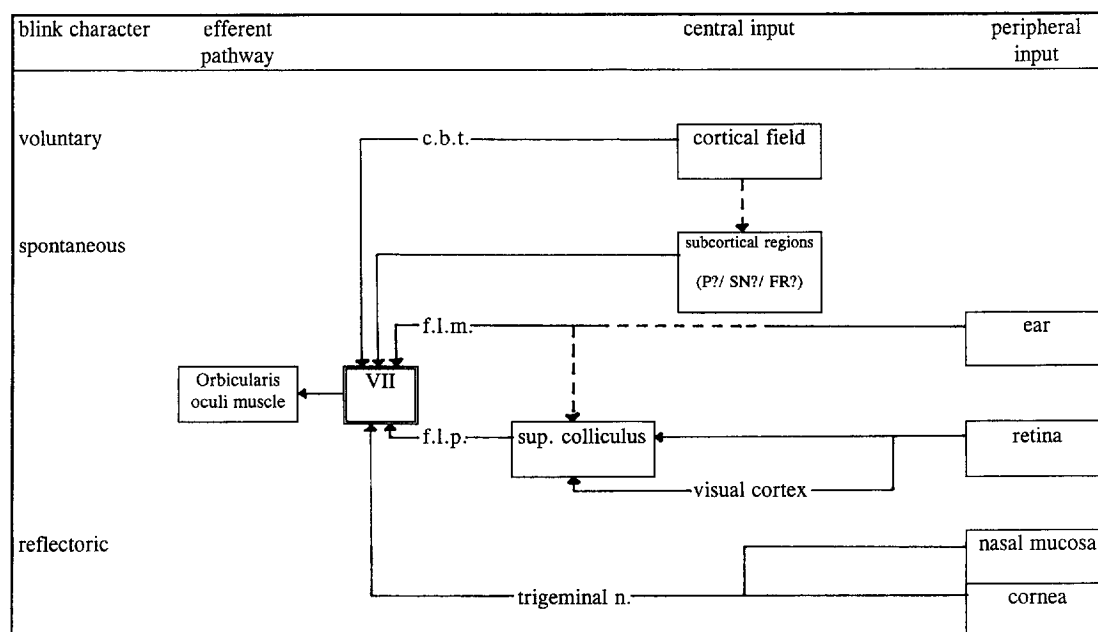 blink character efferent central input peripheral
pathway input
voluntary c.b.t. cortical field
spontaneous subcortical regions
(P?/ SN?/ FR?)
f.l.m. ear
Orbicularis VII
oculi muscle
f.l.p. sup. colliculus retina
visual cortex
reflectoric nasal mucosa
trigeminal n. cornea